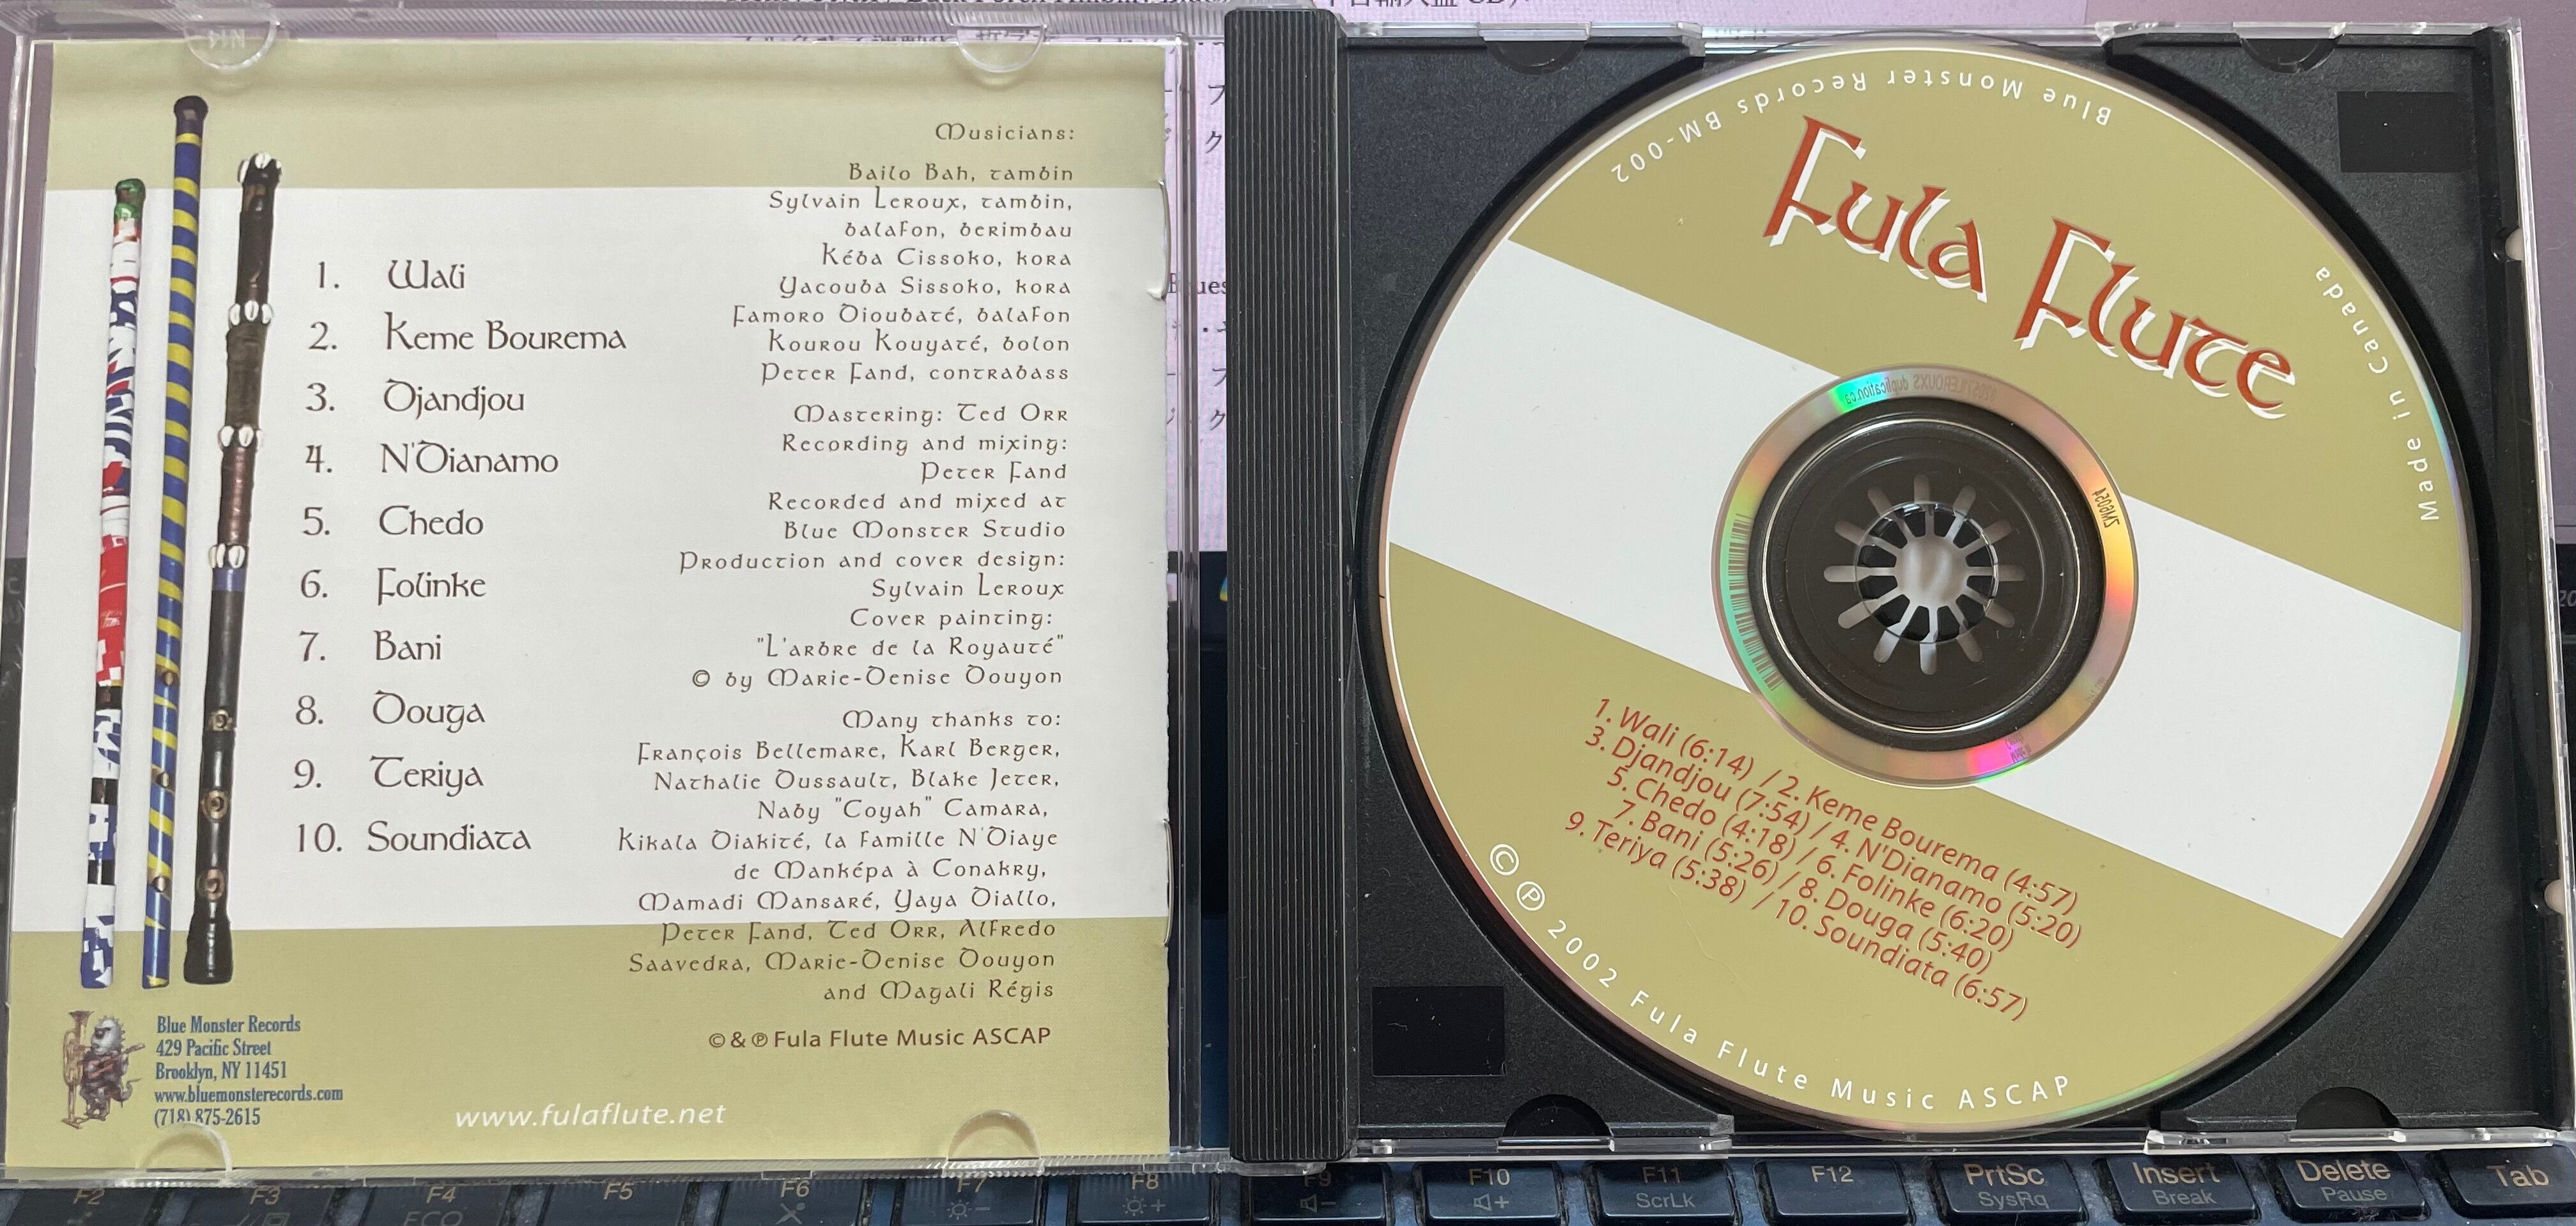 1. Wali
2. Keme Bourema
3. Djandjou
4. N'Dianamo
5. Chedo
6. Folinke
7. Bani
8. Douga
9. Teriya
10. Soundiata
Musicians:
Bailo Bah, tambin
Sylvain Leroux, tambin,
balafon, berimbau
Kéba Cissoko, kora
Yacouba Sissoko, kora
Famoro Dioubaté, balafon
Kourou Kouyaté, bolon
Peter Fand, contrabass
Mastering: Ted Orr
Recording and mixing:
Peter Fand
Recorded and mixed at
Blue Monster Studio
Production and cover design:
Sylvain Leroux
Cover painting:
"L'arbre de la Royauté"
© by Marie-Denise Douyon
Many thanks to:
François Bellemare, Karl Berger,
Nathalie Dussault, Blake Jeter,
Naby "Coyah" Camara,
Kikala Diakité, la famille N'Diaye
de Manképa à Conakry,
Mamadi Mansaré, Yaya Diallo,
Peter Fand, Ted Orr, Alfredo
Saavedra, Marie-Denise Douyon
and Magali Régis
© & ℗ Fula Flute Music ASCAP
Blue Monster Records
429 Pacific Street
Brooklyn, NY 11451
www.bluemonsterecords.com
(718) 875-2615
www.fulaflute.net
Blue Monster Records BM-002
Fula Flute
Made in Canada
1. Wali (6:14) / 2. Keme Bourema (4:57)
3. Djandjou (7:54) / 4. N'Dianamo (5:20)
5. Chedo (4:18) / 6. Folinke (6:20)
7. Bani (5:26) / 8. Douga (5:40)
9. Teriya (5:38) / 10. Soundiata (6:57)
© ℗ 2002 Fula Flute Music ASCAP
F2
F3
F4
F5
F6
F7
F8
F9
F10
F11
ScrLk
F12
PrtSc
SysRq
Insert
Break
Delete
Pause
Tab